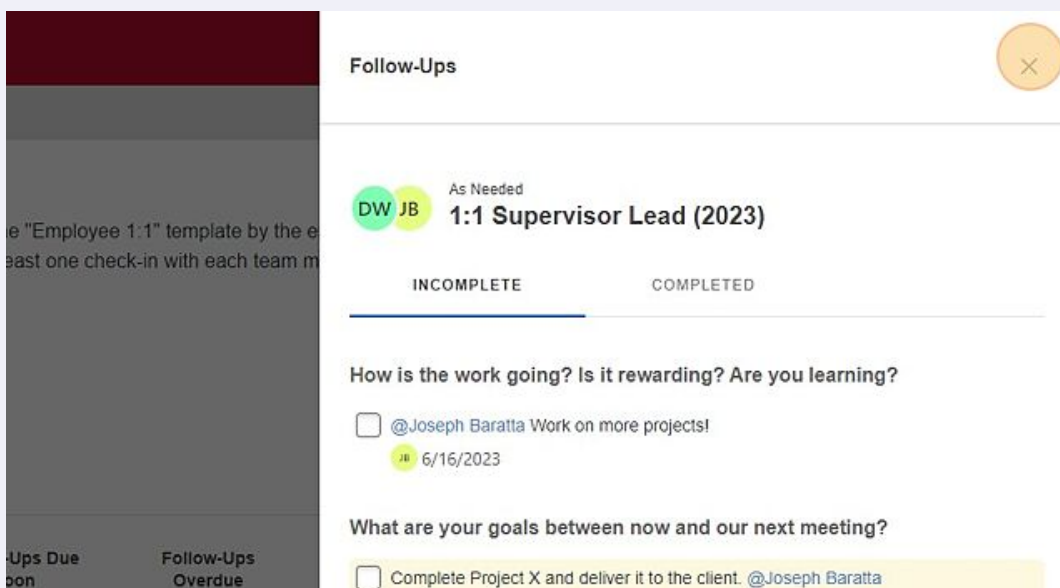 Follow-Ups
DW JB
As Needed
1:1 Supervisor Lead (2023)
INCOMPLETE
COMPLETED
e "Employee 1:1" template by the e
east one check-in with each team m
How is the work going? Is it rewarding? Are you learning?
@Joseph Baratta Work on more projects!
JB 6/16/2023
What are your goals between now and our next meeting?
-Ups Due
oon
Follow-Ups
Overdue
Complete Project X and deliver it to the client. @Joseph Baratta